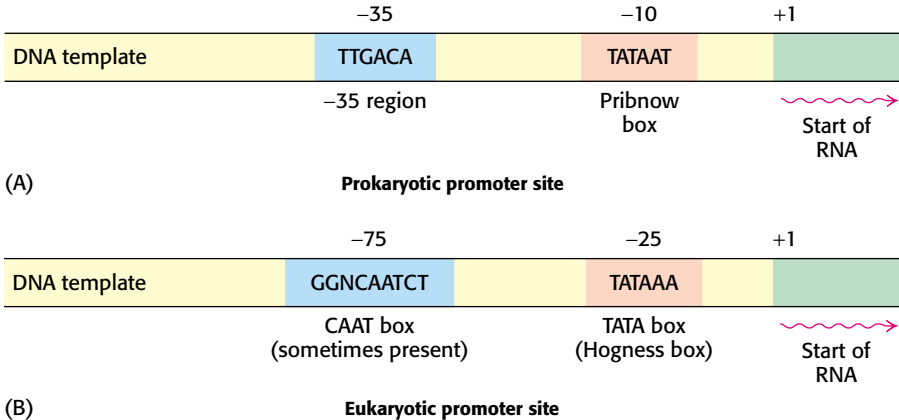 −35 −10 +1
DNA template TTGACA TATAAT
−35 region Pribnow
box
Start of
RNA
(A) Prokaryotic promoter site
−75 −25 +1
DNA template GGNCAATCT TATAAA
CAAT box
(sometimes present)
TATA box
(Hogness box)
Start of
RNA
(B) Eukaryotic promoter site